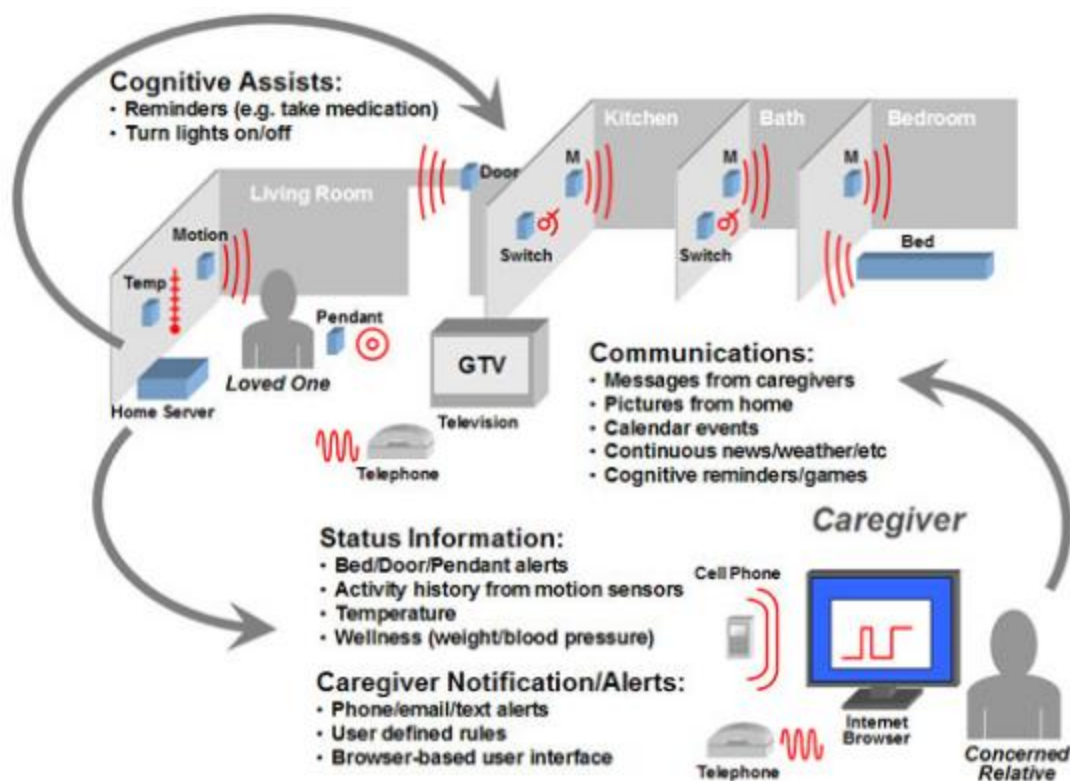 Cognitive Assists:
• Reminders (e.g. take medication)
• Turn lights on/off
Kitchen
Bath
Bedroom
Living Room
Door
M
M
M
Motion
Switch
Switch
Bed
Temp
Pendant
Loved One
Home Server
GTV
Television
Telephone
Communications:
• Messages from caregivers
• Pictures from home
• Calendar events
• Continuous news/weather/etc
• Cognitive reminders/games
Caregiver
Status Information:
• Bed/Door/Pendant alerts
• Activity history from motion sensors
• Temperature
• Wellness (weight/blood pressure)
Cell Phone
Caregiver Notification/Alerts:
• Phone/email/text alerts
• User defined rules
• Browser-based user interface
Telephone
Internet
Browser
Concerned
Relative